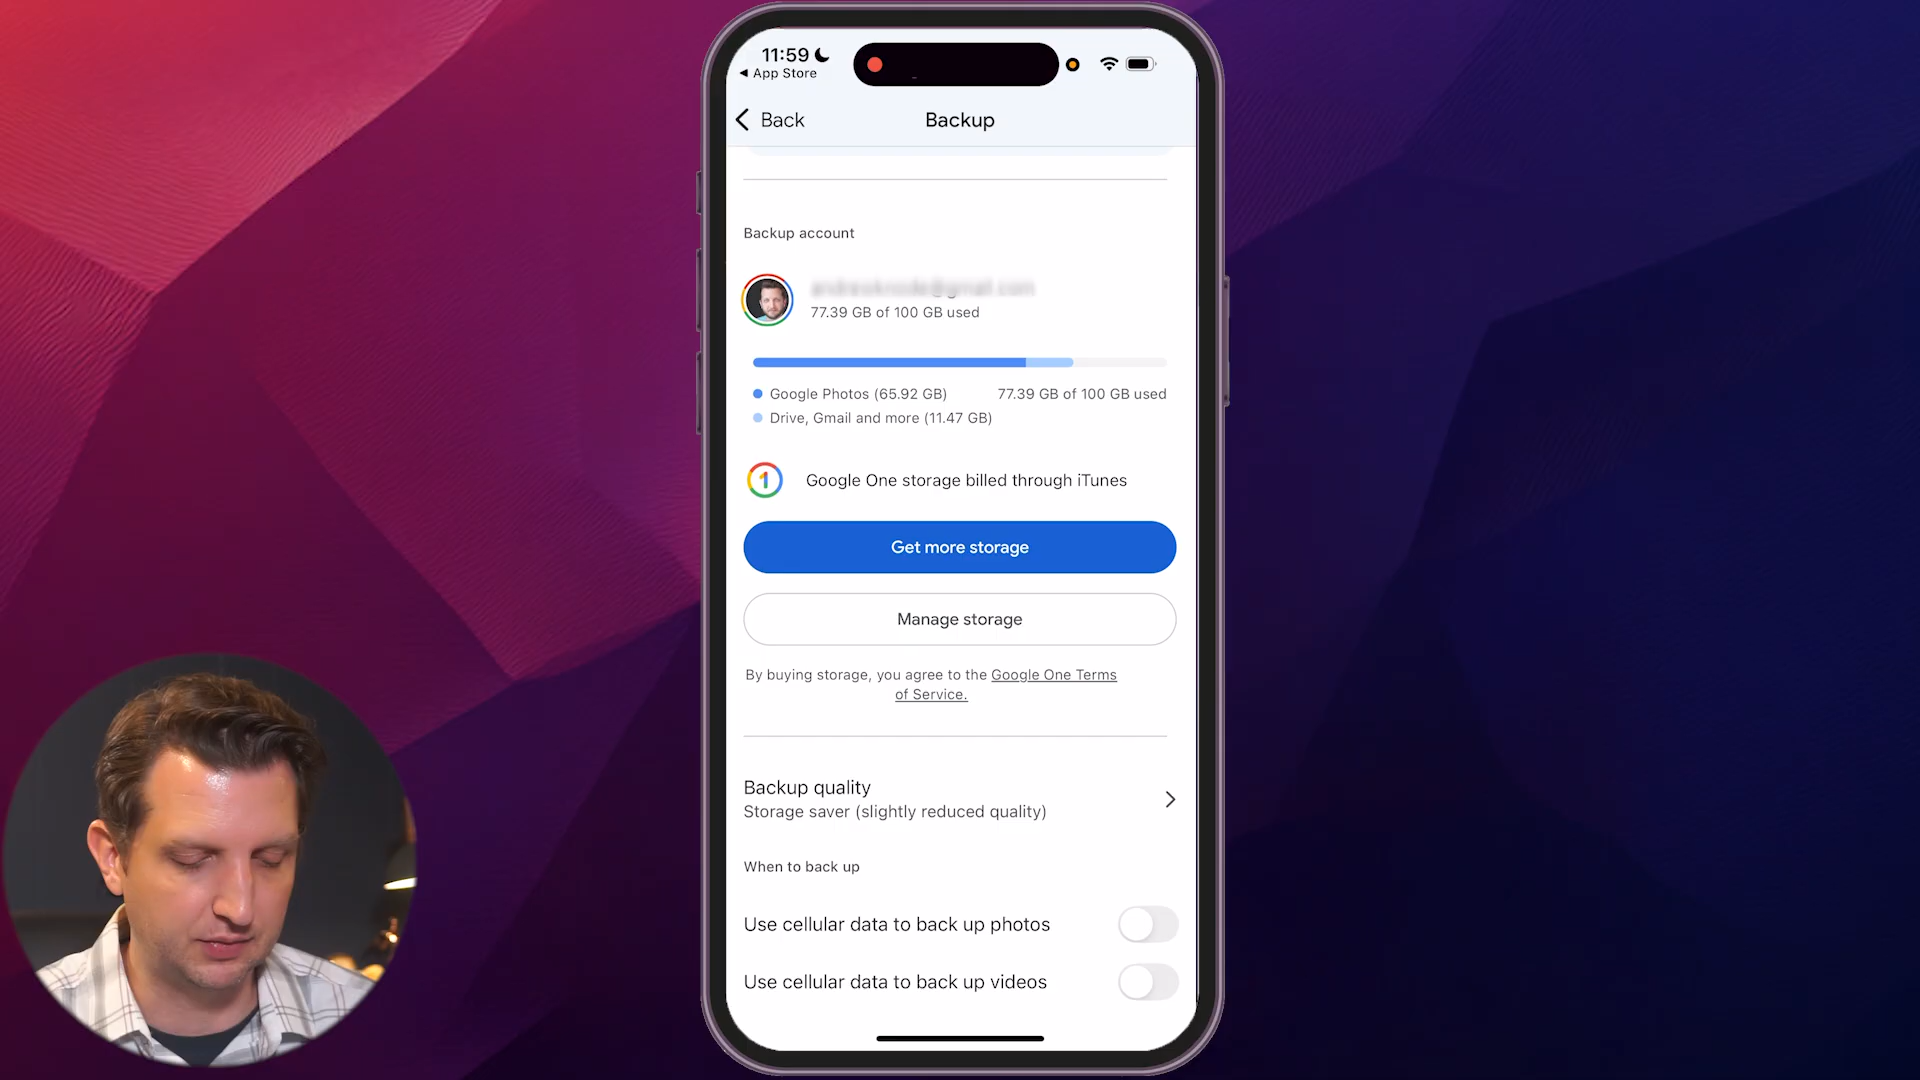 11:59
◀ App Store
Back
Backup
Backup account
77.39 GB of 100 GB used
Google Photos (65.92 GB)
77.39 GB of 100 GB used
Drive, Gmail and more (11.47 GB)
1
Google One storage billed through iTunes
Get more storage
Manage storage
By buying storage, you agree to the Google One Terms
of Service.
Backup quality
Storage saver (slightly reduced quality)
When to back up
Use cellular data to back up photos
Use cellular data to back up videos